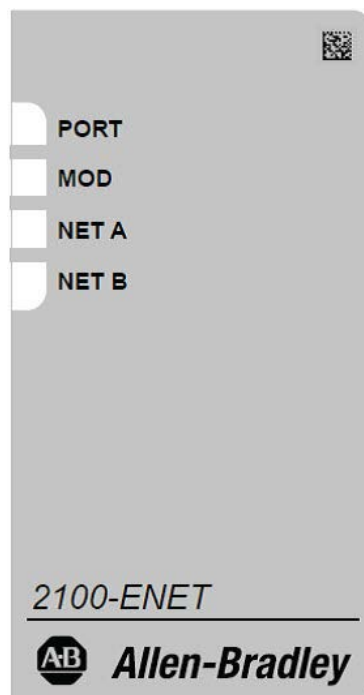 PORT
MOD
NET A
NET B
2100-ENET
AB Allen-Bradley